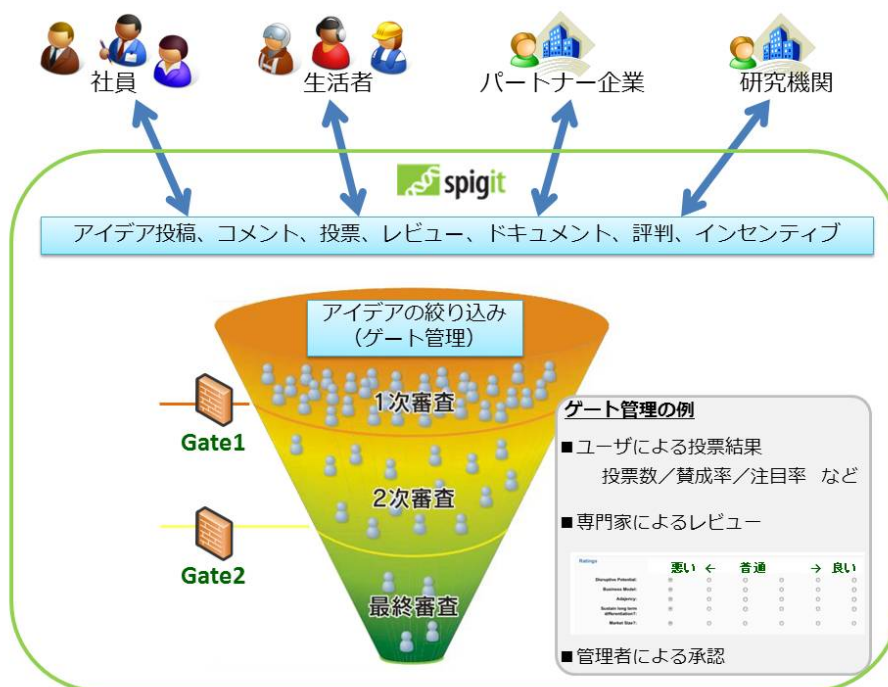 社員
生活者
パートナー企業
研究機関
spigit
アイデア投稿、コメント、投票、レビュー、ドキュメント、評判、インセンティブ
アイデアの絞り込み
（ゲート管理）
1次審査
Gate1
2次審査
Gate2
最終審査
ゲート管理の例
■ユーザによる投票結果
投票数／賛成率／注目率 など
■専門家によるレビュー
Ratings
悪い ← 普通 → 良い
Disruptive Potential:
Business Model:
Adajency:
Sustain long term
differentiation?:
Market Size?:
■管理者による承認